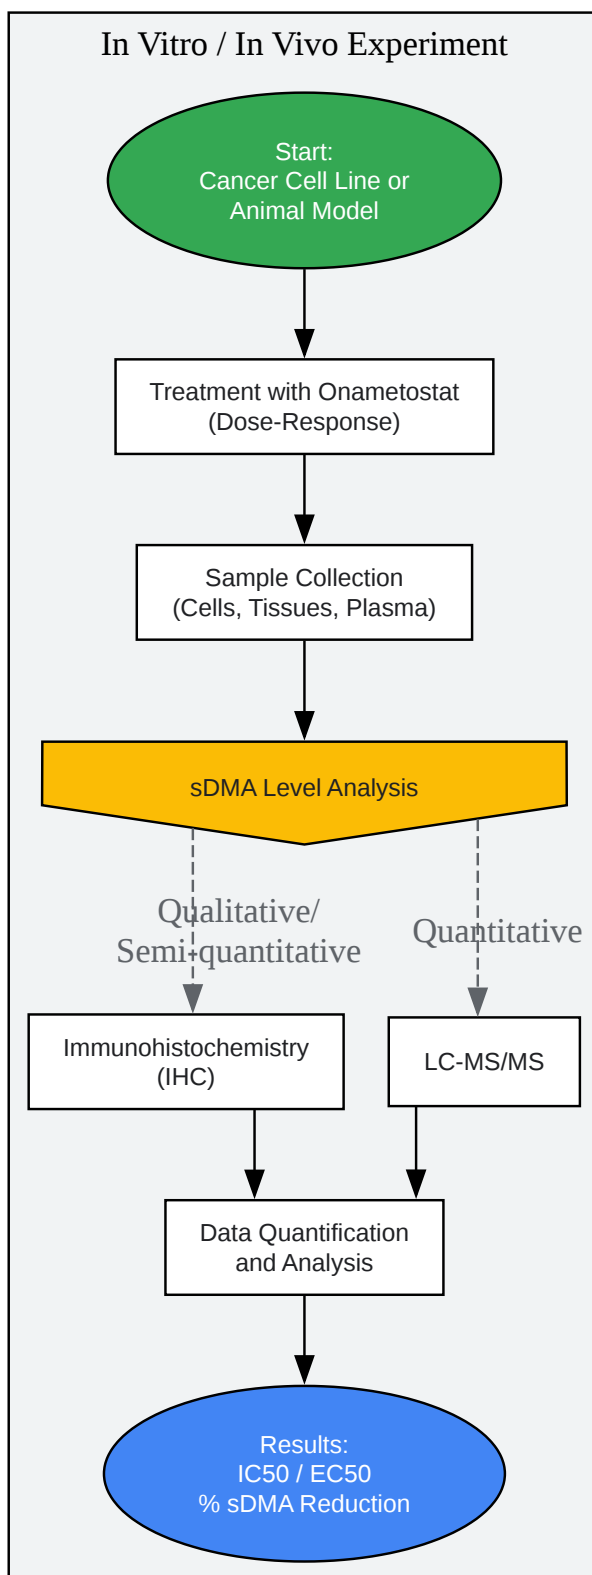 In Vitro / In Vivo Experiment
Start:
Cancer Cell Line or
Animal Model
Treatment with Onametostat
(Dose-Response)
Sample Collection
(Cells, Tissues, Plasma)
sDMA Level Analysis
Qualitative/
Semi-quantitative
Quantitative
Immunohistochemistry
(IHC)
LC-MS/MS
Data Quantification
and Analysis
Results:
IC50 / EC50
% sDMA Reduction